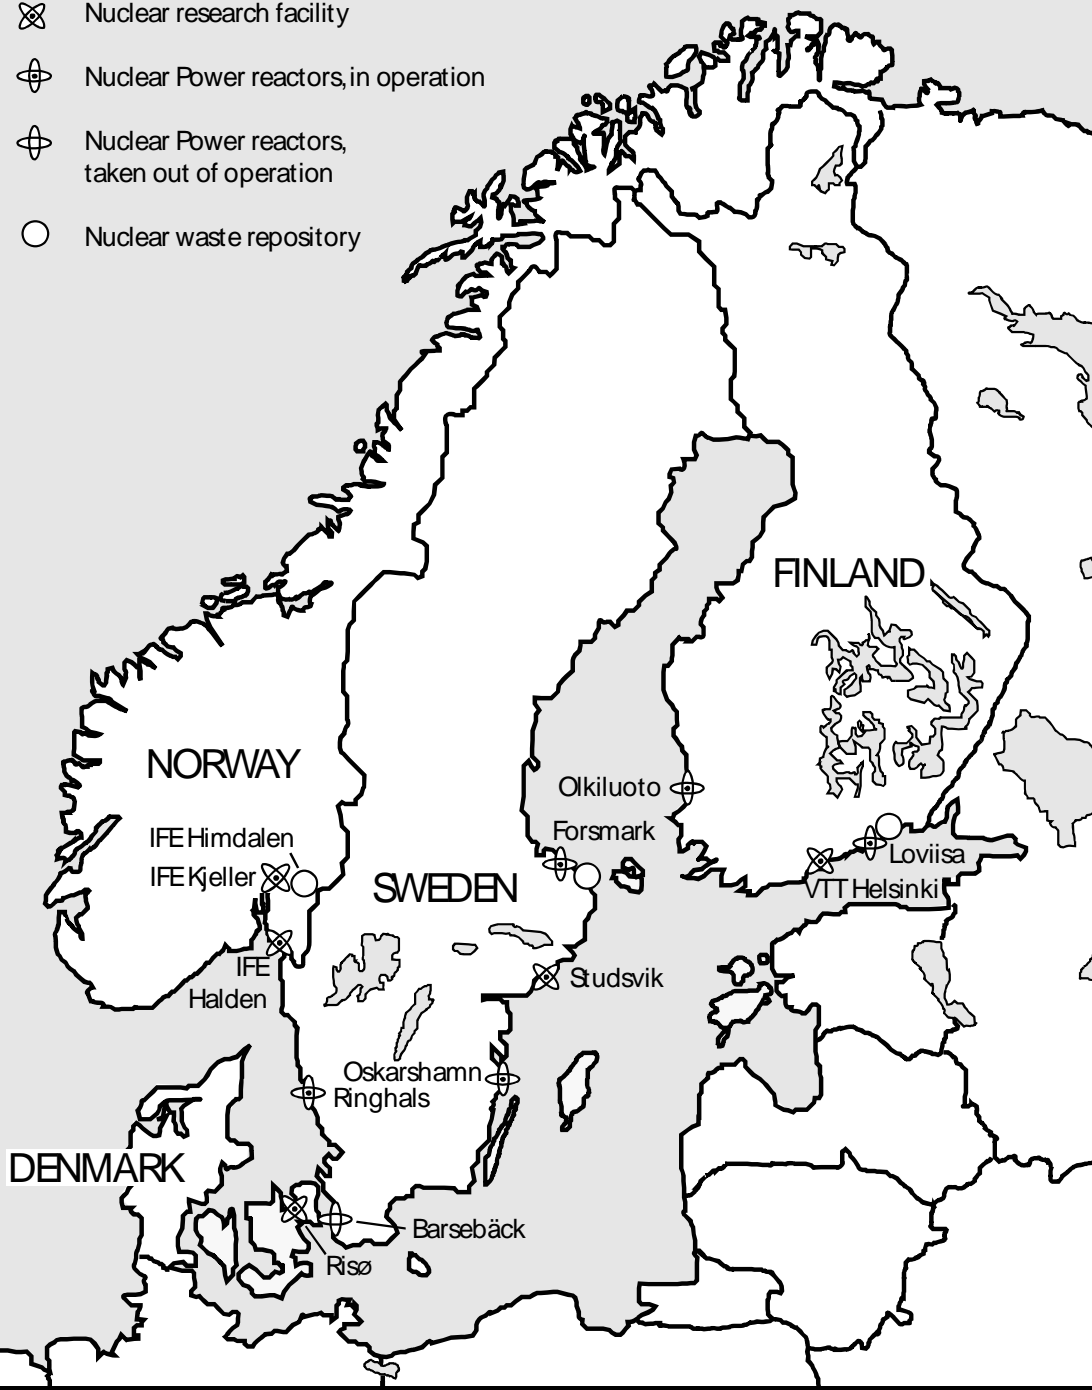 Nuclear research facility
Nuclear Power reactors, in operation
Nuclear Power reactors,
taken out of operation
Nuclear waste repository
FINLAND
NORWAY
Olkiluoto
Forsmark
IFE Himdalen
IFE Kjeller
SWEDEN
Loviisa
VTT Helsinki
IFE
Halden
Studsvik
Oskarshamn
Ringhals
DENMARK
Barsebäck
Risø